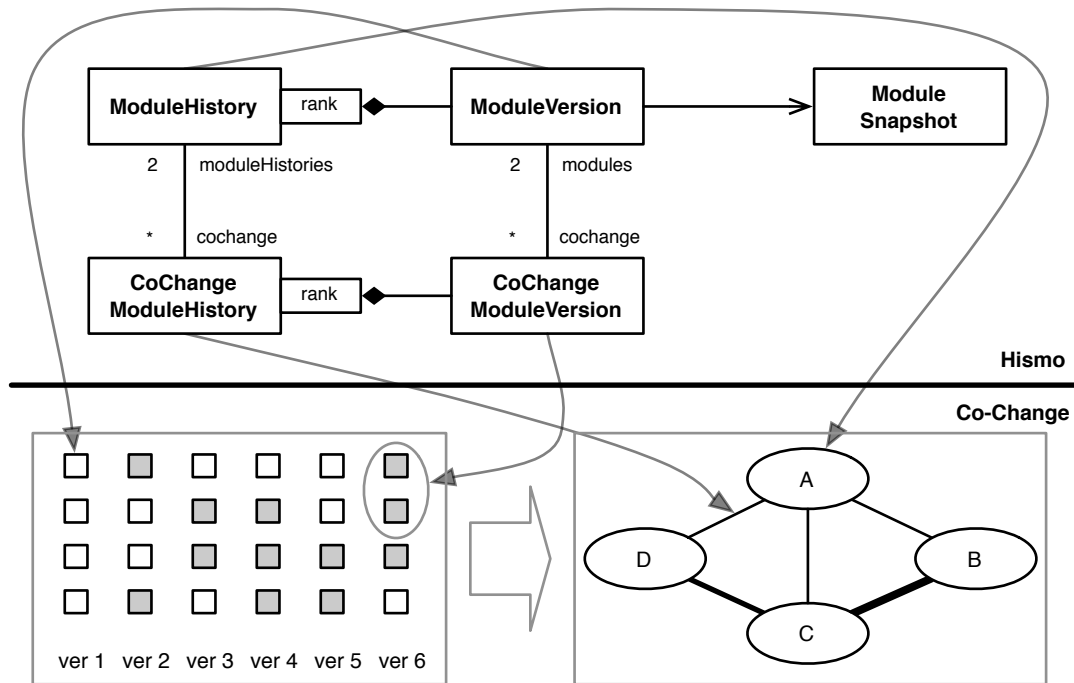 ModuleHistory
rank
ModuleVersion
Module
Snapshot
2 moduleHistories
2 modules
* cochange
* cochange
CoChange
ModuleHistory
rank
CoChange
ModuleVersion
Hismo
Co-Change
A
D
B
C
ver 1 ver 2 ver 3 ver 4 ver 5 ver 6